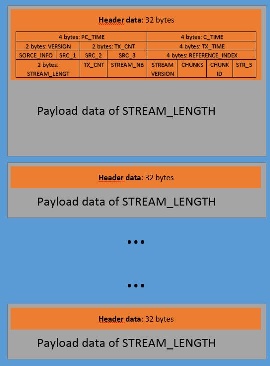 Header data: 32 bytes
4 bytes: PC_TIME 4 bytes: C_TIME
2 bytes: VERSION 2 bytes: TX_CNT 4 bytes: TX_TIME
SORCE_INFO SRC_1 SRC_2 SRC_3 4 bytes: REFERENCE_INDEX
2 bytes: TX_CNT STREAM_NB STREAM CHUNKS CHUNK STR_S
STREAM_LENGT VERSION ID
Payload data of STREAM_LENGTH
Header data: 32 bytes
Payload data of STREAM_LENGTH
...
...
Header data: 32 bytes
Payload data of STREAM_LENGTH